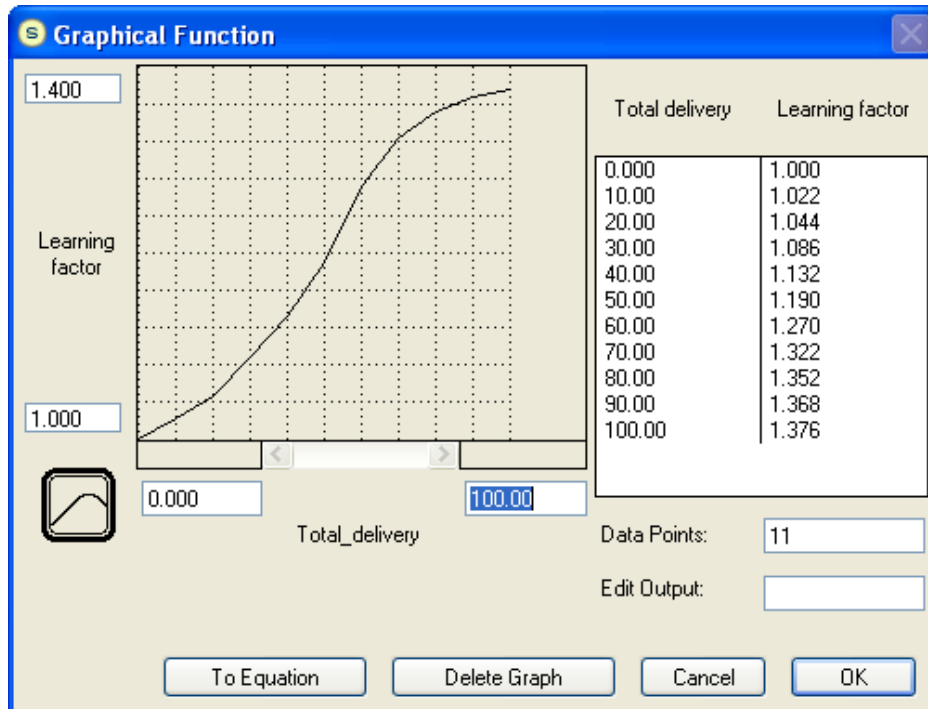 S Graphical Function
1.400
Learning
factor
1.000
0.000
100.00
Total_delivery
Total delivery Learning factor
0.000 1.000
10.00 1.022
20.00 1.044
30.00 1.086
40.00 1.132
50.00 1.190
60.00 1.270
70.00 1.322
80.00 1.352
90.00 1.368
100.00 1.376
Data Points: 11
Edit Output:
To Equation Delete Graph Cancel OK